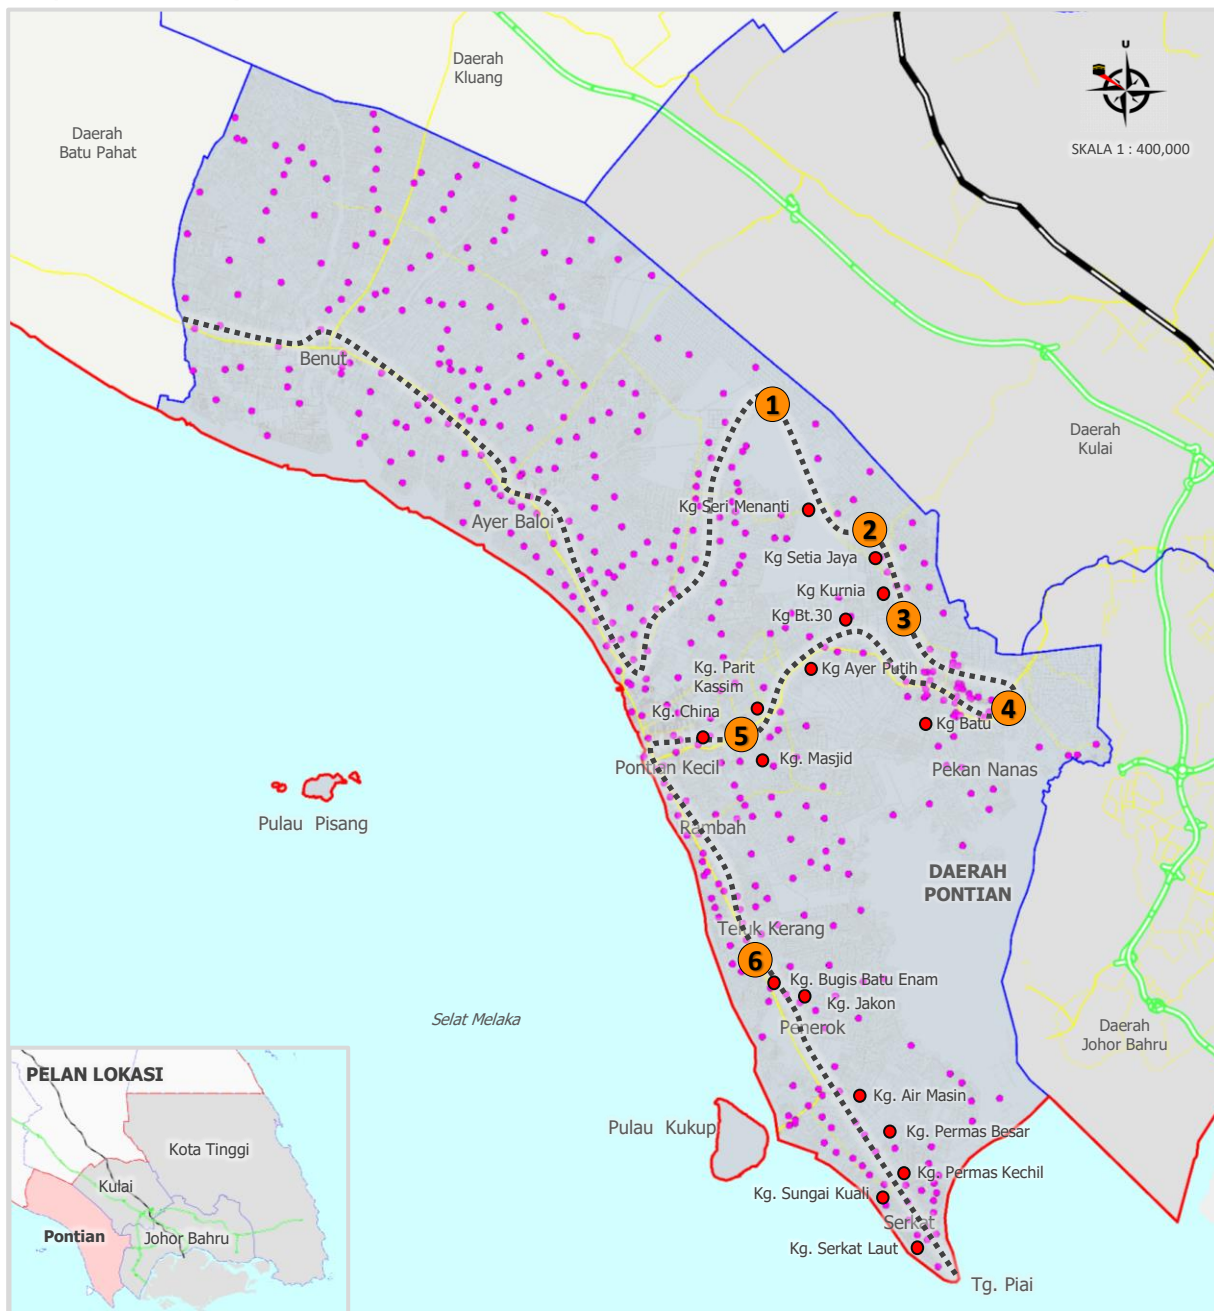 Daerah
Kluang
U
Daerah
Batu Pahat
SKALA 1 : 400,000
Benut
1
Daerah
Kulai
Kg Seri Menanti
Ayer Baloi
2
Kg Setia Jaya
Kg Kurnia
Kg Bt.30
3
Kg. Parit
Kassim
Kg Ayer Putih
Kg. China
4
Kg Batu
5
Pontian Kecil
Kg. Masjid
Pekan Nanas
Pulau Pisang
Rambah
DAERAH
PONTIAN
Teluk Kerang
6
Kg. Bugis Batu Enam
Kg. Jakon
Selat Melaka
Penerok
Daerah
Johor Bahru
PELAN LOKASI
Kg. Air Masin
Pulau Kukup
Kg. Permas Besar
Kota Tinggi
Kg. Permas Kechil
Kulai
Kg. Sungai Kuali
Serkat
Pontian
Johor Bahru
Kg. Serkat Laut
Tg. Piai